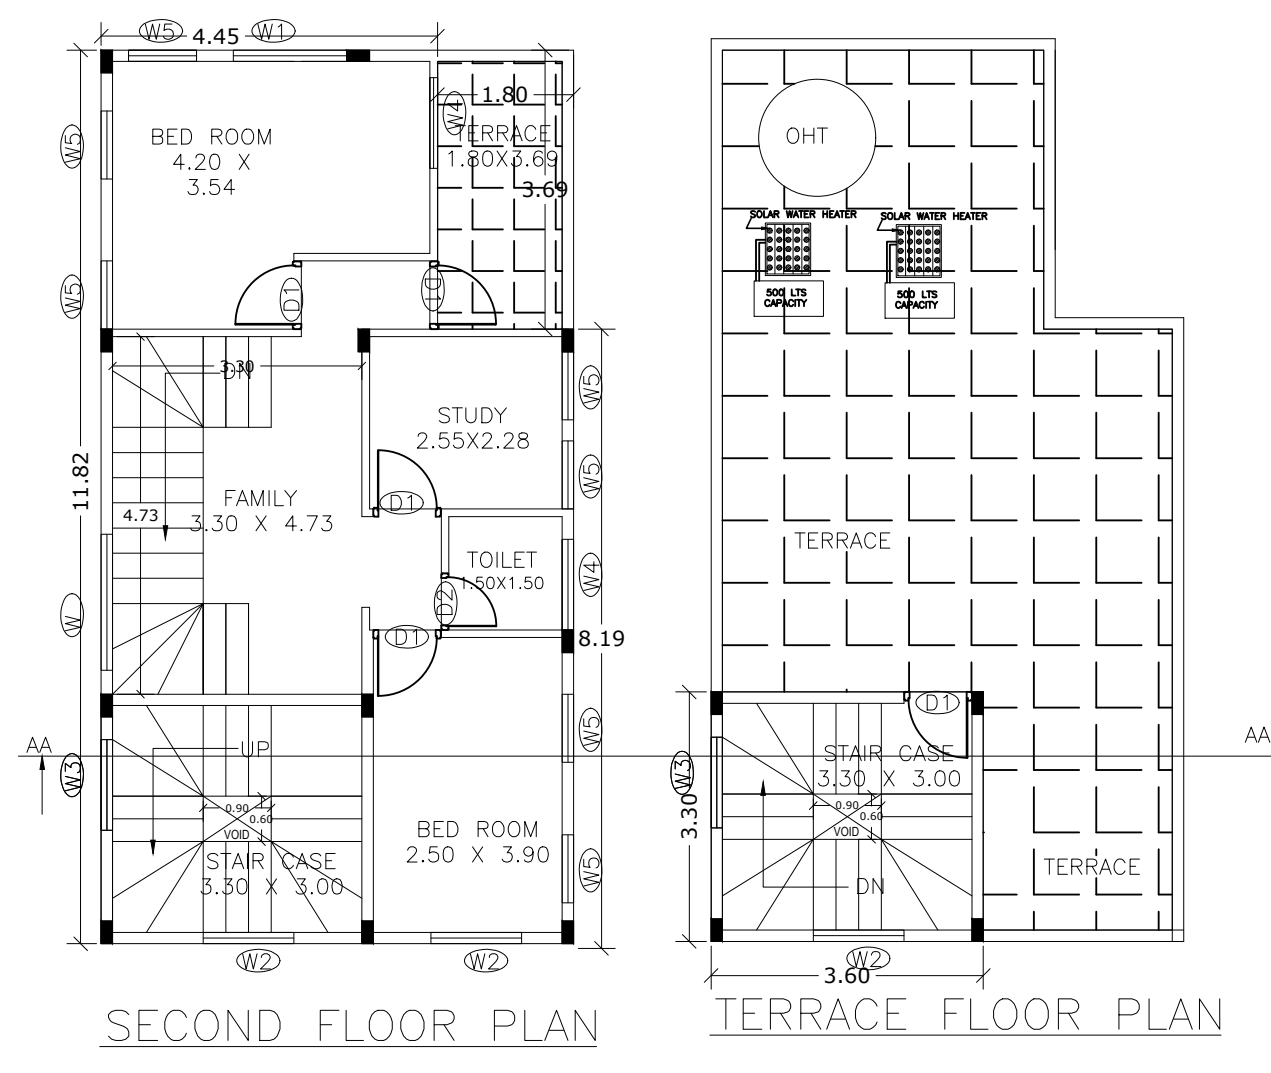 W5
W1
4.45
1.80
W4
BED ROOM
4.20 X
3.54
TERRACE
1.80X3.69
3.69
W5
W5
D1
D1
3.30
DN
STUDY
2.55X2.28
W5
W5
11.82
FAMILY
3.30 X 4.73
4.73
D1
TOILET
1.50X1.50
W4
D2
W
D1
8.19
AA
UP
W3
W5
0.90
0.60
VOID
STAIR CASE
3.30 X 3.00
BED ROOM
2.50 X 3.90
W5
W2
W2
SECOND FLOOR PLAN
OHT
SOLAR WATER HEATER
SOLAR WATER HEATER
500 LTS
CAPACITY
500 LTS
CAPACITY
TERRACE
D1
AA
STAIR CASE
3.30 X 3.00
W3
3.30
0.90
0.60
VOID
DN
TERRACE
W2
3.60
TERRACE FLOOR PLAN